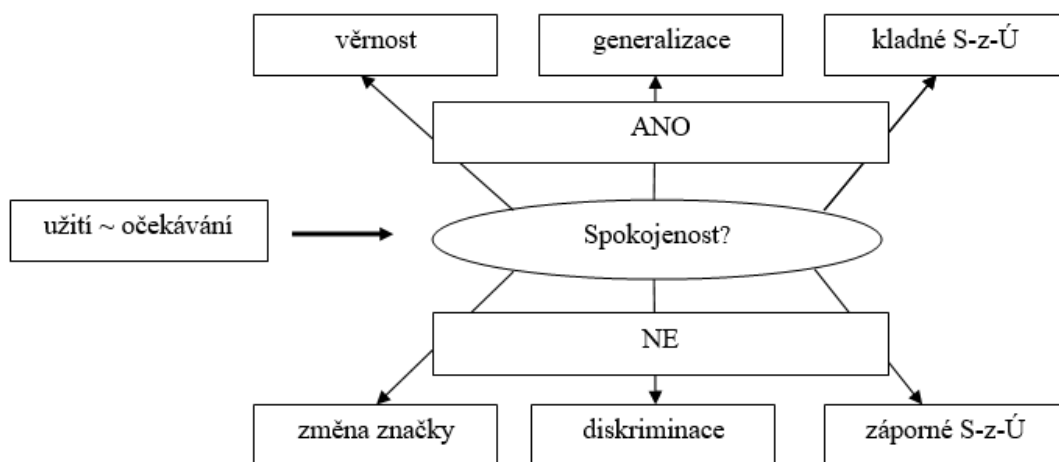 věrnost
generalizace
kladné S-z-Ú
ANO
užití ~ očekávání
Spokojenost?
NE
změna značky
diskriminace
záporné S-z-Ú